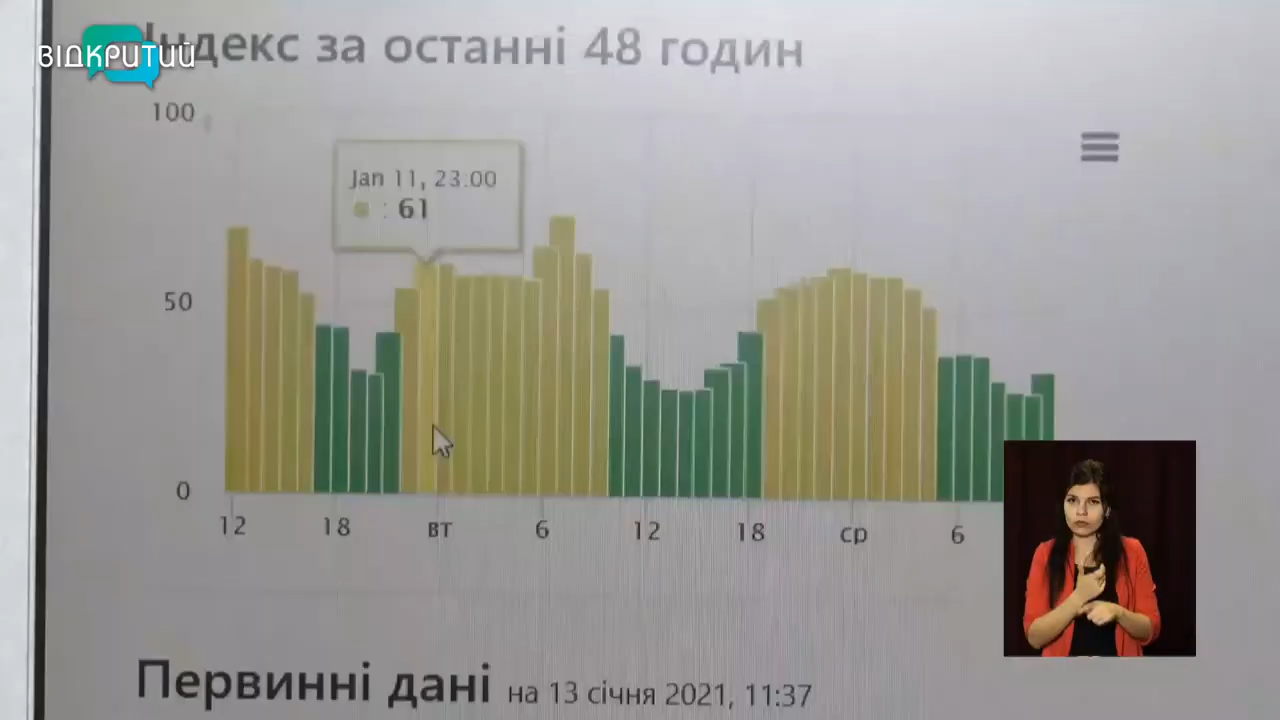 ВІДКРИТИЙ
Індекс за останні 48 годин
100
Jan 11, 23:00
: 61
50
0
12 18 вт 6 12 18 ср 6
Первинні дані на 13 січня 2021, 11:37